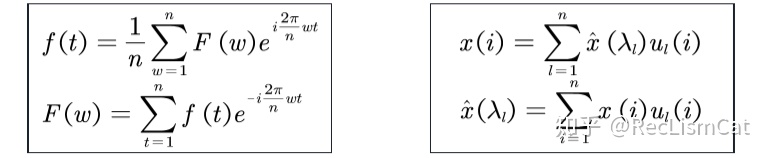 f(t) = \frac{1}{n} \sum_{w=1}^{n} F(w) e^{i\frac{2\pi}{n}wt}
F(w) = \sum_{t=1}^{n} f(t) e^{-i\frac{2\pi}{n}wt}
x(i) = \sum_{l=1}^{n} \hat{x}(\lambda_l) u_l(i)
\hat{x}(\lambda_l) = \sum_{i=1}^{n} x(i) u_l(i)
知乎 @RecLismCat